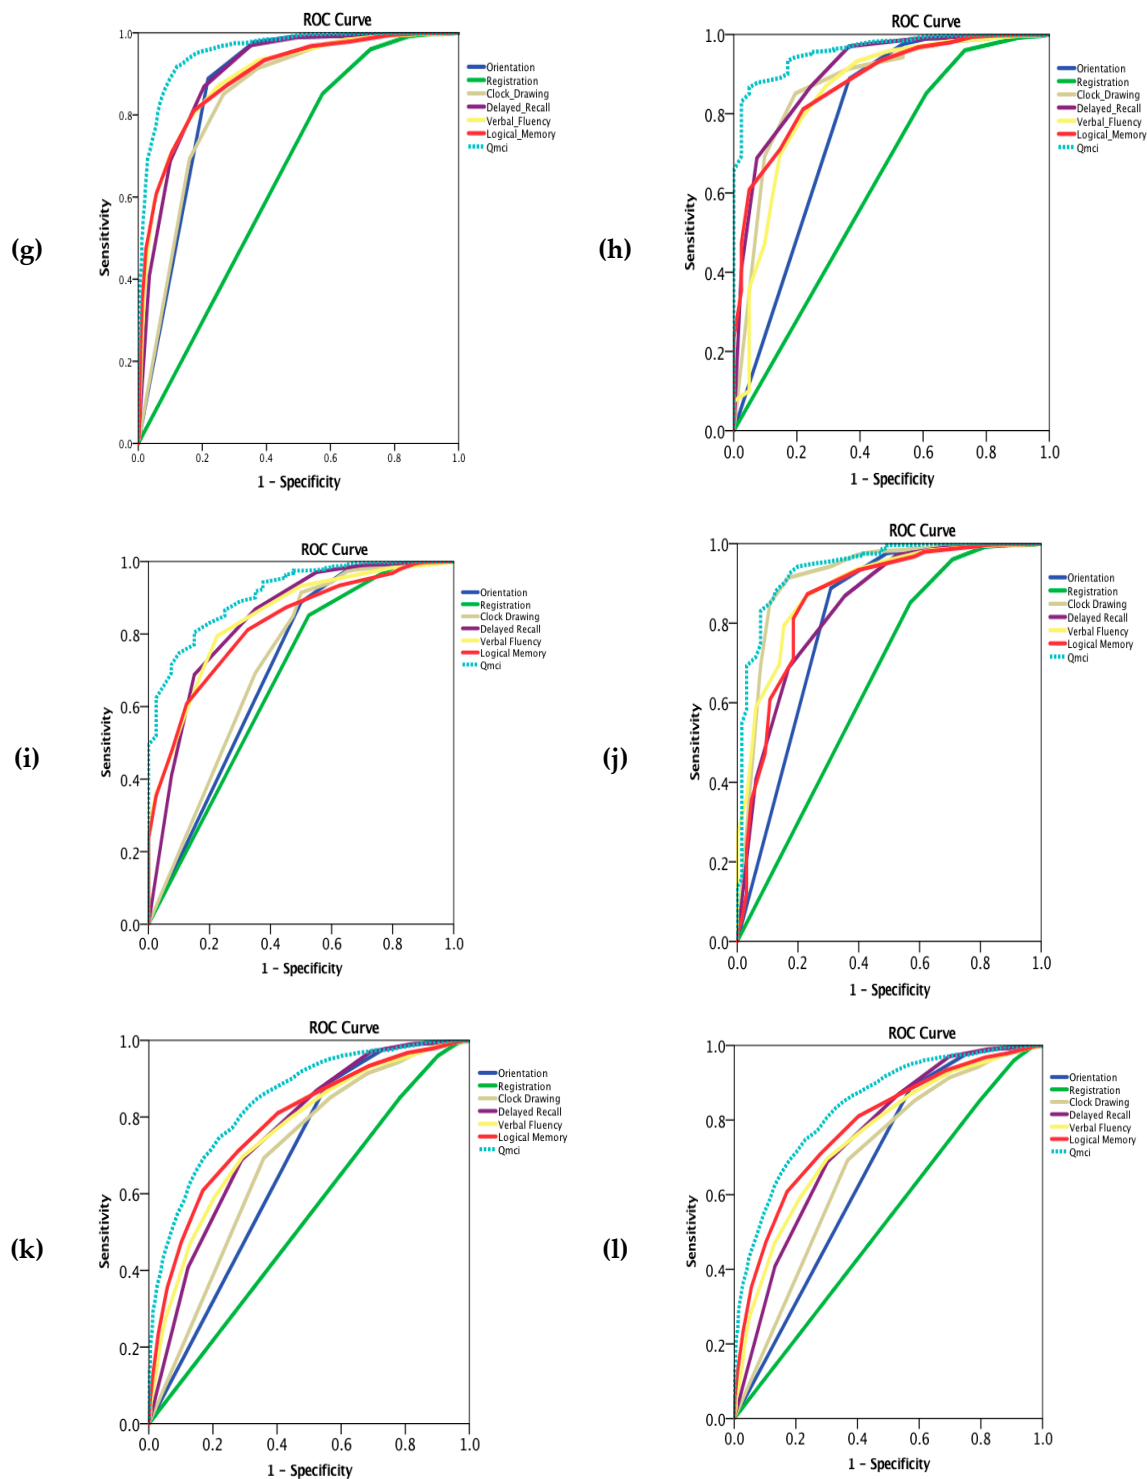 (g)
ROC Curve
Sensitivity
1.0
0.8
0.6
0.4
0.2
0.0
0.0 0.2 0.4 0.6 0.8 1.0
1 - Specificity
Orientation
Registration
Clock_Drawing
Delayed_Recall
Verbal_Fluency
Logical_Memory
Qmci
(h)
ROC Curve
Sensitivity
1.0
0.8
0.6
0.4
0.2
0.0
0.0 0.2 0.4 0.6 0.8 1.0
1 - Specificity
Orientation
Registration
Clock_Drawing
Delayed_Recall
Verbal_Fluency
Logical_Memory
Qmci
(i)
ROC Curve
Sensitivity
1.0
0.8
0.6
0.4
0.2
0.0
0.0 0.2 0.4 0.6 0.8 1.0
1 - Specificity
Orientation
Registration
Clock Drawing
Delayed Recall
Verbal Fluency
Logical Memory
Qmci
(j)
ROC Curve
Sensitivity
1.0
0.8
0.6
0.4
0.2
0.0
0.0 0.2 0.4 0.6 0.8 1.0
1 - Specificity
Orientation
Registration
Clock Drawing
Delayed Recall
Verbal Fluency
Logical Memory
Qmci
(k)
ROC Curve
Sensitivity
1.0
0.8
0.6
0.4
0.2
0.0
0.0 0.2 0.4 0.6 0.8 1.0
1 - Specificity
Orientation
Registration
Clock Drawing
Delayed Recall
Verbal Fluency
Logical Memory
Qmci
(l)
ROC Curve
Sensitivity
1.0
0.8
0.6
0.4
0.2
0.0
0.0 0.2 0.4 0.6 0.8 1.0
1 - Specificity
Orientation
Registration
Clock Drawing
Delayed Recall
Verbal Fluency
Logical Memory
Qmci